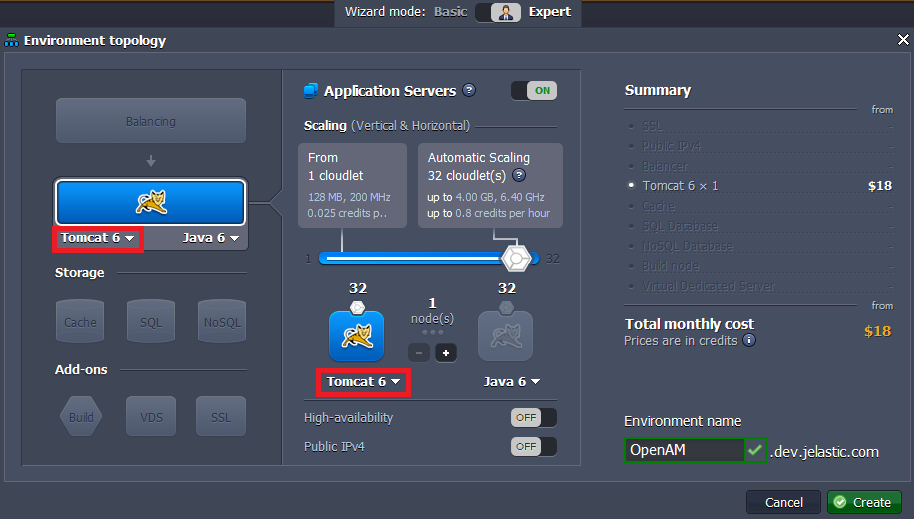 Wizard mode: Basic Expert
Environment topology
Balancing
Tomcat 6 Java 6
Storage
Cache SQL NoSQL
Add-ons
Build VDS SSL
Application Servers ON
Scaling (Vertical & Horizontal)
From
1 cloudlet
128 MB, 200 MHz
0.025 credits p..
Automatic Scaling
32 cloudlet(s)
up to 4.00 GB, 6.40 GHz
up to 0.8 credits per hour
1 32
32 1 32
node(s)
Tomcat 6 Java 6
High-availability OFF
Public IPv4 OFF
Summary
from
SSL
Public IPv4
Balancer
Tomcat 6 × 1 $18
Cache
SQL Database
NoSQL Database
Build node
Virtual Dedicated Server
from
Total monthly cost $18
Prices are in credits
Environment name
OpenAM .dev.jelastic.com
Cancel Create